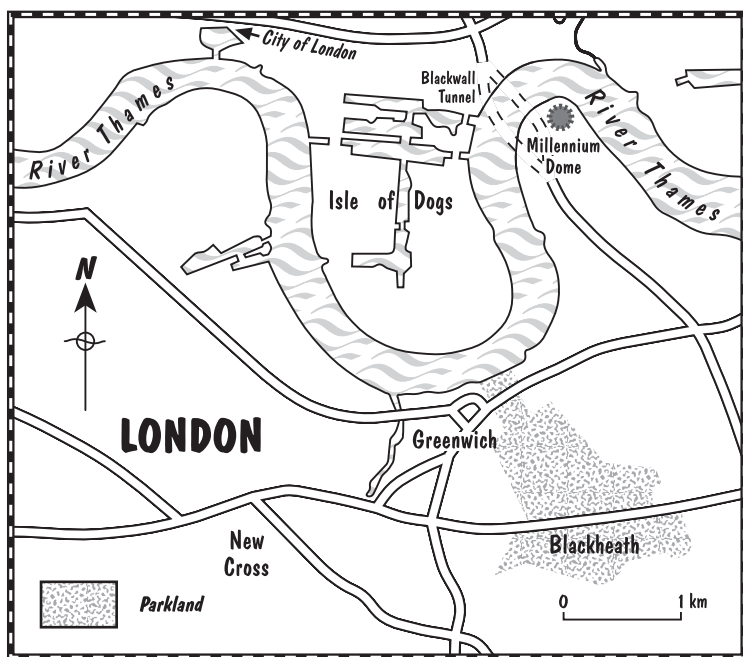 City of London
Blackwall
Tunnel
River Thames
River Thames
Millennium
Dome
Isle of Dogs
N
LONDON
Greenwich
New
Cross
Blackheath
Parkland
0 1 km